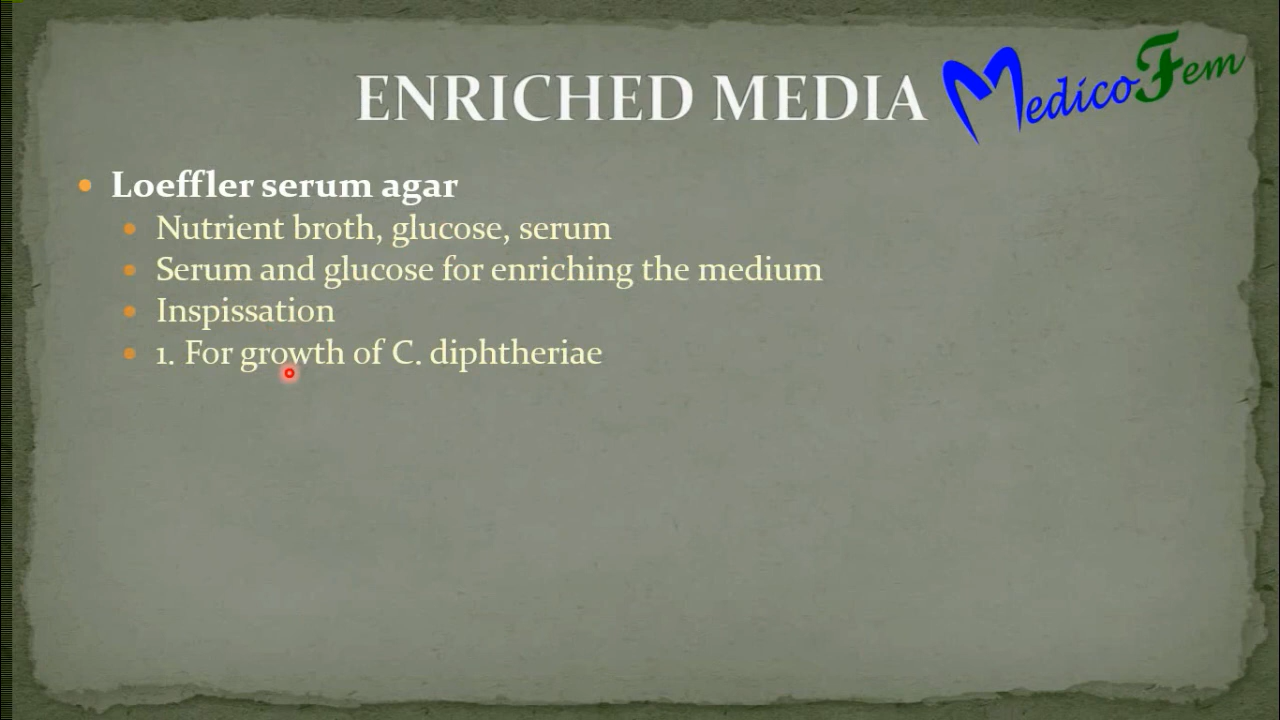 ENRICHED MEDIA
MedicoFem
Loeffler serum agar
Nutrient broth, glucose, serum
Serum and glucose for enriching the medium
Inspissation
1. For growth of C. diphtheriae